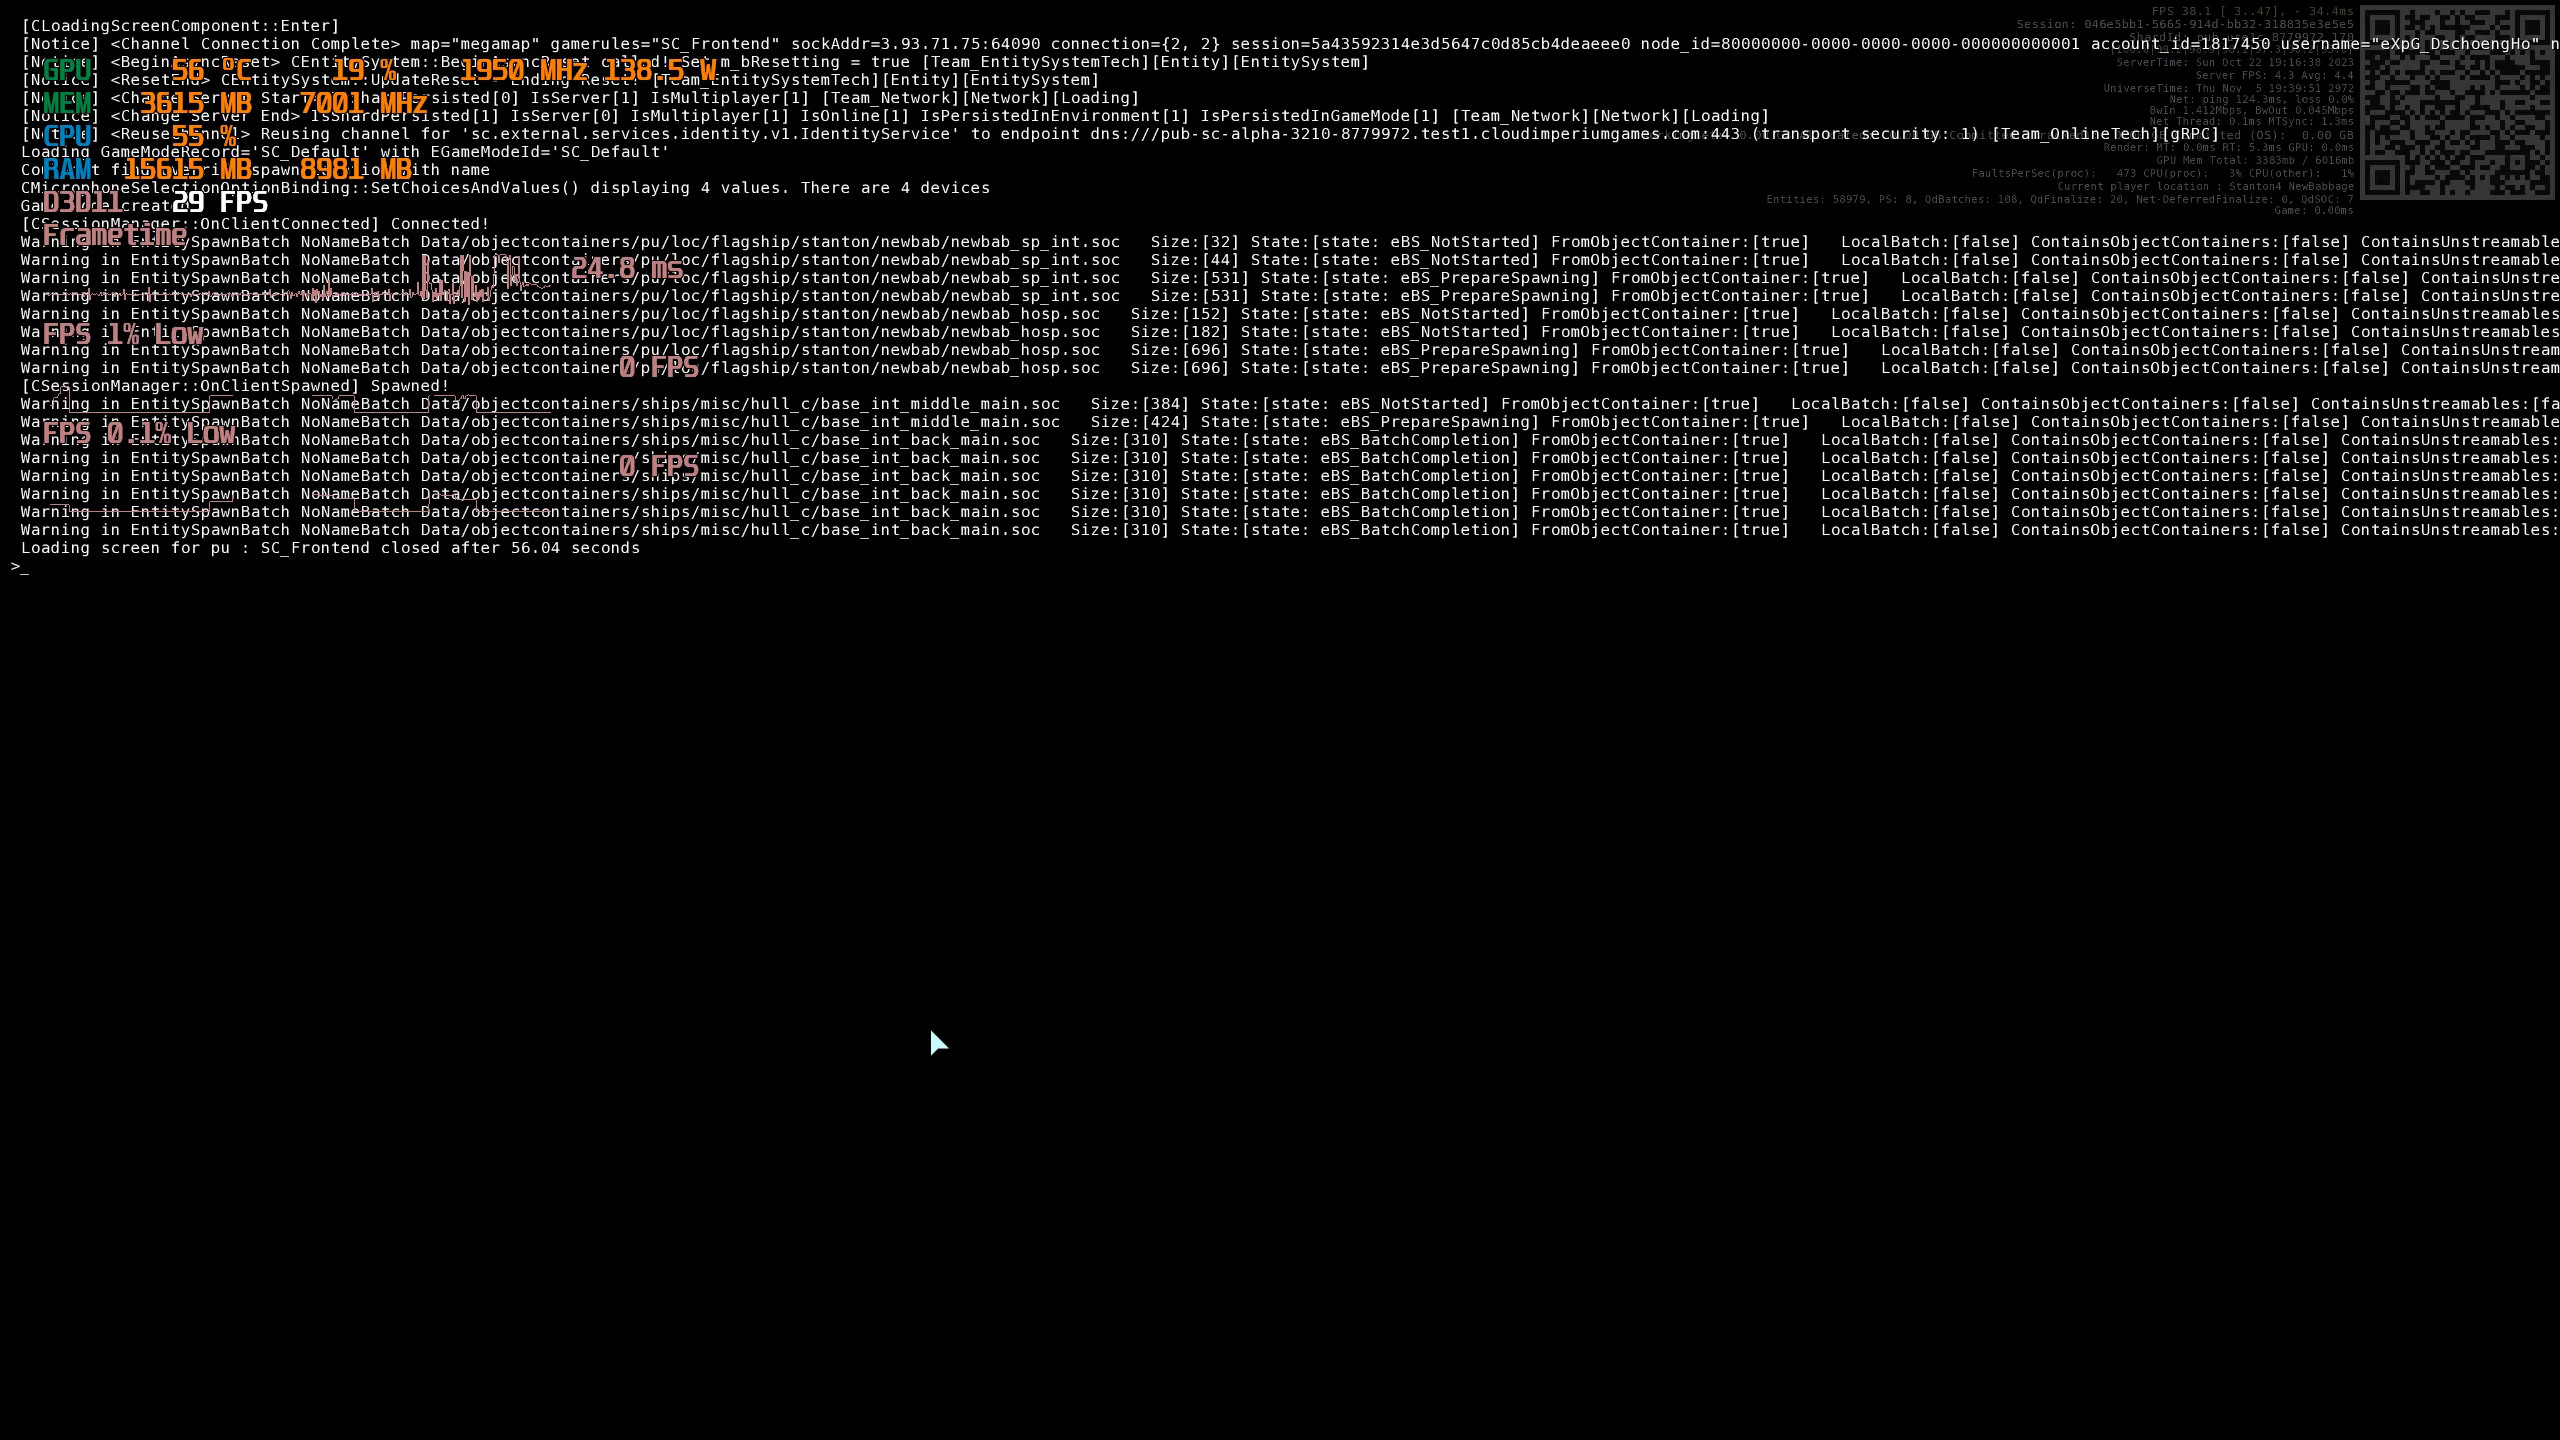 [CLoadingScreenComponent::Enter]
[Notice] <Channel Connection Complete> map="megamap" gamerules="SC_Frontend" sockAddr=3.93.71.75:64090 connection={2, 2} session=5a43592314e3d5647c0d85cb4deaeee0 node_id=80000000-0000-0000-0000-000000000001 account_id=1817450 username="eXpG_DschoengHo" n
CEntitySystem:: m_bResetting = true [Team_EntitySystemTech][Entity][EntitySystem]
CEntitySystem::UpdateReset - Ending Reset! [Team_EntitySystemTech][Entity][EntitySystem]
IsServer[1] IsMultiplayer[1] [Team_Network][Network][Loading]
[Notice] <Change Server End> IsShardPersisted[1] IsServer[0] IsMultiplayer[1] IsOnline[1] IsPersistedInEnvironment[1] IsPersistedInGameMode[1] [Team_Network][Network][Loading]
Reusing channel for 'sc.external.services.identity.v1.IdentityService' to endpoint dns:///pub-sc-alpha-3210-8779972.test1.cloudimperiumgames.com:443 (transport security: 1) [Team_OnlineTech][gRPC]
Loading GameModeRecord='SC_Default' with EGameModeId='SC_Default'
with name
CMicrophoneSelectionOptionBinding::SetChoicesAndValues() displaying 4 values. There are 4 devices
[CSessionManager::OnClientConnected] Connected!
Warning in EntitySpawnBatch NoNameBatch Data/objectcontainers/pu/loc/flagship/stanton/newbab/newbab_sp_int.soc Size:[32] State:[state: eBS_NotStarted] FromObjectContainer:[true] LocalBatch:[false] ContainsObjectContainers:[false] ContainsUnstreamable
Warning in EntitySpawnBatch NoNameBatch Data/objectcontainers/pu/loc/flagship/stanton/newbab/newbab_sp_int.soc Size:[44] State:[state: eBS_NotStarted] FromObjectContainer:[true] LocalBatch:[false] ContainsObjectContainers:[false] ContainsUnstreamable
Warning in EntitySpawnBatch NoNameBatch Data/objectcontainers/pu/loc/flagship/stanton/newbab/newbab_sp_int.soc Size:[531] State:[state: eBS_PrepareSpawning] FromObjectContainer:[true] LocalBatch:[false] ContainsObjectContainers:[false] ContainsUnstre
Warning in EntitySpawnBatch NoNameBatch Data/objectcontainers/pu/loc/flagship/stanton/newbab/newbab_sp_int.soc Size:[531] State:[state: eBS_PrepareSpawning] FromObjectContainer:[true] LocalBatch:[false] ContainsObjectContainers:[false] ContainsUnstre
Warning in EntitySpawnBatch NoNameBatch Data/objectcontainers/pu/loc/flagship/stanton/newbab/newbab_hosp.soc Size:[152] State:[state: eBS_NotStarted] FromObjectContainer:[true] LocalBatch:[false] ContainsObjectContainers:[false] ContainsUnstreamables
Warning in EntitySpawnBatch NoNameBatch Data/objectcontainers/pu/loc/flagship/stanton/newbab/newbab_hosp.soc Size:[182] State:[state: eBS_NotStarted] FromObjectContainer:[true] LocalBatch:[false] ContainsObjectContainers:[false] ContainsUnstreamables
Warning in EntitySpawnBatch NoNameBatch Data/objectcontainers/pu/loc/flagship/stanton/newbab/newbab_hosp.soc Size:[696] State:[state: eBS_PrepareSpawning] FromObjectContainer:[true] LocalBatch:[false] ContainsObjectContainers:[false] ContainsUnstream
Warning in EntitySpawnBatch NoNameBatch Data/objectcontainers/pu/loc/flagship/stanton/newbab/newbab_hosp.soc Size:[696] State:[state: eBS_PrepareSpawning] FromObjectContainer:[true] LocalBatch:[false] ContainsObjectContainers:[false] ContainsUnstream
[CSessionManager::OnClientSpawned] Spawned!
Warning in EntitySpawnBatch NoNameBatch Data/objectcontainers/ships/misc/hull_c/base_int_middle_main.soc Size:[384] State:[state: eBS_NotStarted] FromObjectContainer:[true] LocalBatch:[false] ContainsObjectContainers:[false] ContainsUnstreamables:[fa
Warning in EntitySpawnBatch NoNameBatch Data/objectcontainers/ships/misc/hull_c/base_int_middle_main.soc Size:[424] State:[state: eBS_PrepareSpawning] FromObjectContainer:[true] LocalBatch:[false] ContainsObjectContainers:[false] ContainsUnstreamable
Warning in EntitySpawnBatch NoNameBatch Data/objectcontainers/ships/misc/hull_c/base_int_back_main.soc Size:[310] State:[state: eBS_BatchCompletion] FromObjectContainer:[true] LocalBatch:[false] ContainsObjectContainers:[false] ContainsUnstreamables:
Warning in EntitySpawnBatch NoNameBatch Data/objectcontainers/ships/misc/hull_c/base_int_back_main.soc Size:[310] State:[state: eBS_BatchCompletion] FromObjectContainer:[true] LocalBatch:[false] ContainsObjectContainers:[false] ContainsUnstreamables:
Warning in EntitySpawnBatch NoNameBatch Data/objectcontainers/ships/misc/hull_c/base_int_back_main.soc Size:[310] State:[state: eBS_BatchCompletion] FromObjectContainer:[true] LocalBatch:[false] ContainsObjectContainers:[false] ContainsUnstreamables:
Warning in EntitySpawnBatch NoNameBatch Data/objectcontainers/ships/misc/hull_c/base_int_back_main.soc Size:[310] State:[state: eBS_BatchCompletion] FromObjectContainer:[true] LocalBatch:[false] ContainsObjectContainers:[false] ContainsUnstreamables:
Warning in EntitySpawnBatch NoNameBatch Data/objectcontainers/ships/misc/hull_c/base_int_back_main.soc Size:[310] State:[state: eBS_BatchCompletion] FromObjectContainer:[true] LocalBatch:[false] ContainsObjectContainers:[false] ContainsUnstreamables:
Warning in EntitySpawnBatch NoNameBatch Data/objectcontainers/ships/misc/hull_c/base_int_back_main.soc Size:[310] State:[state: eBS_BatchCompletion] FromObjectContainer:[true] LocalBatch:[false] ContainsObjectContainers:[false] ContainsUnstreamables:
Loading screen for pu : SC_Frontend closed after 56.04 seconds
>_
GPU 56 °C 19 % 1950 MHz 138.5 W
MEM 3615 MB 7001 MHz
CPU 55 %
RAM 15615 MB 8981 MB
D3D11 29 FPS
Frametime
24.8 ms
FPS 1% Low
0 FPS
FPS 0.1% Low
0 FPS
FPS 38.1 [ 3..47], - 34.4ms
Session: 046e5bb1-5665-914d-bb32-318835e3e5e5
ServerTime: Sun Oct 22 19:16:38 2023
Server FPS: 4.3 Avg: 4.4
UniverseTime: Thu Nov 5 19:39:51 2972
Net: ping 124.3ms, loss 0.0%
BwIn 1.412Mbps, BwOut 0.045Mbps
Net Thread: 0.1ms MTSync: 1.3ms
(OS): 0.00 GB
Render: MT: 0.0ms RT: 5.3ms GPU: 0.0ms
GPU Mem Total: 3383mb / 6016mb
FaultsPerSec(proc): 473 CPU(proc): 3% CPU(other): 1%
Current player location : Stanton4 NewBabbage
Entities: 58979, PS: 8, QdBatches: 108, QdFinalize: 20, Net-DeferredFinalize: 0, QdSOC: 7
Game: 0.00ms